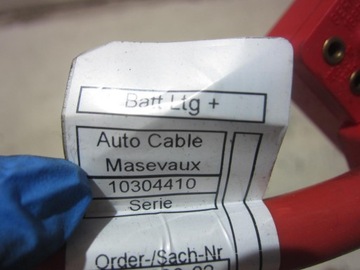 Batt Ltg +
Auto Cable
Masevaux
10304410
Serie
Order-/Sach-Nr